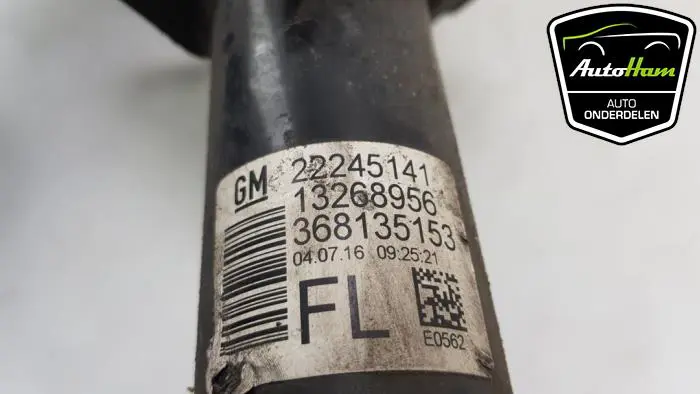 AutoHam
AUTO
ONDERDELEN
GM 22245141
13268956
368135153
04.07.16 09:25:21
FL
E0562